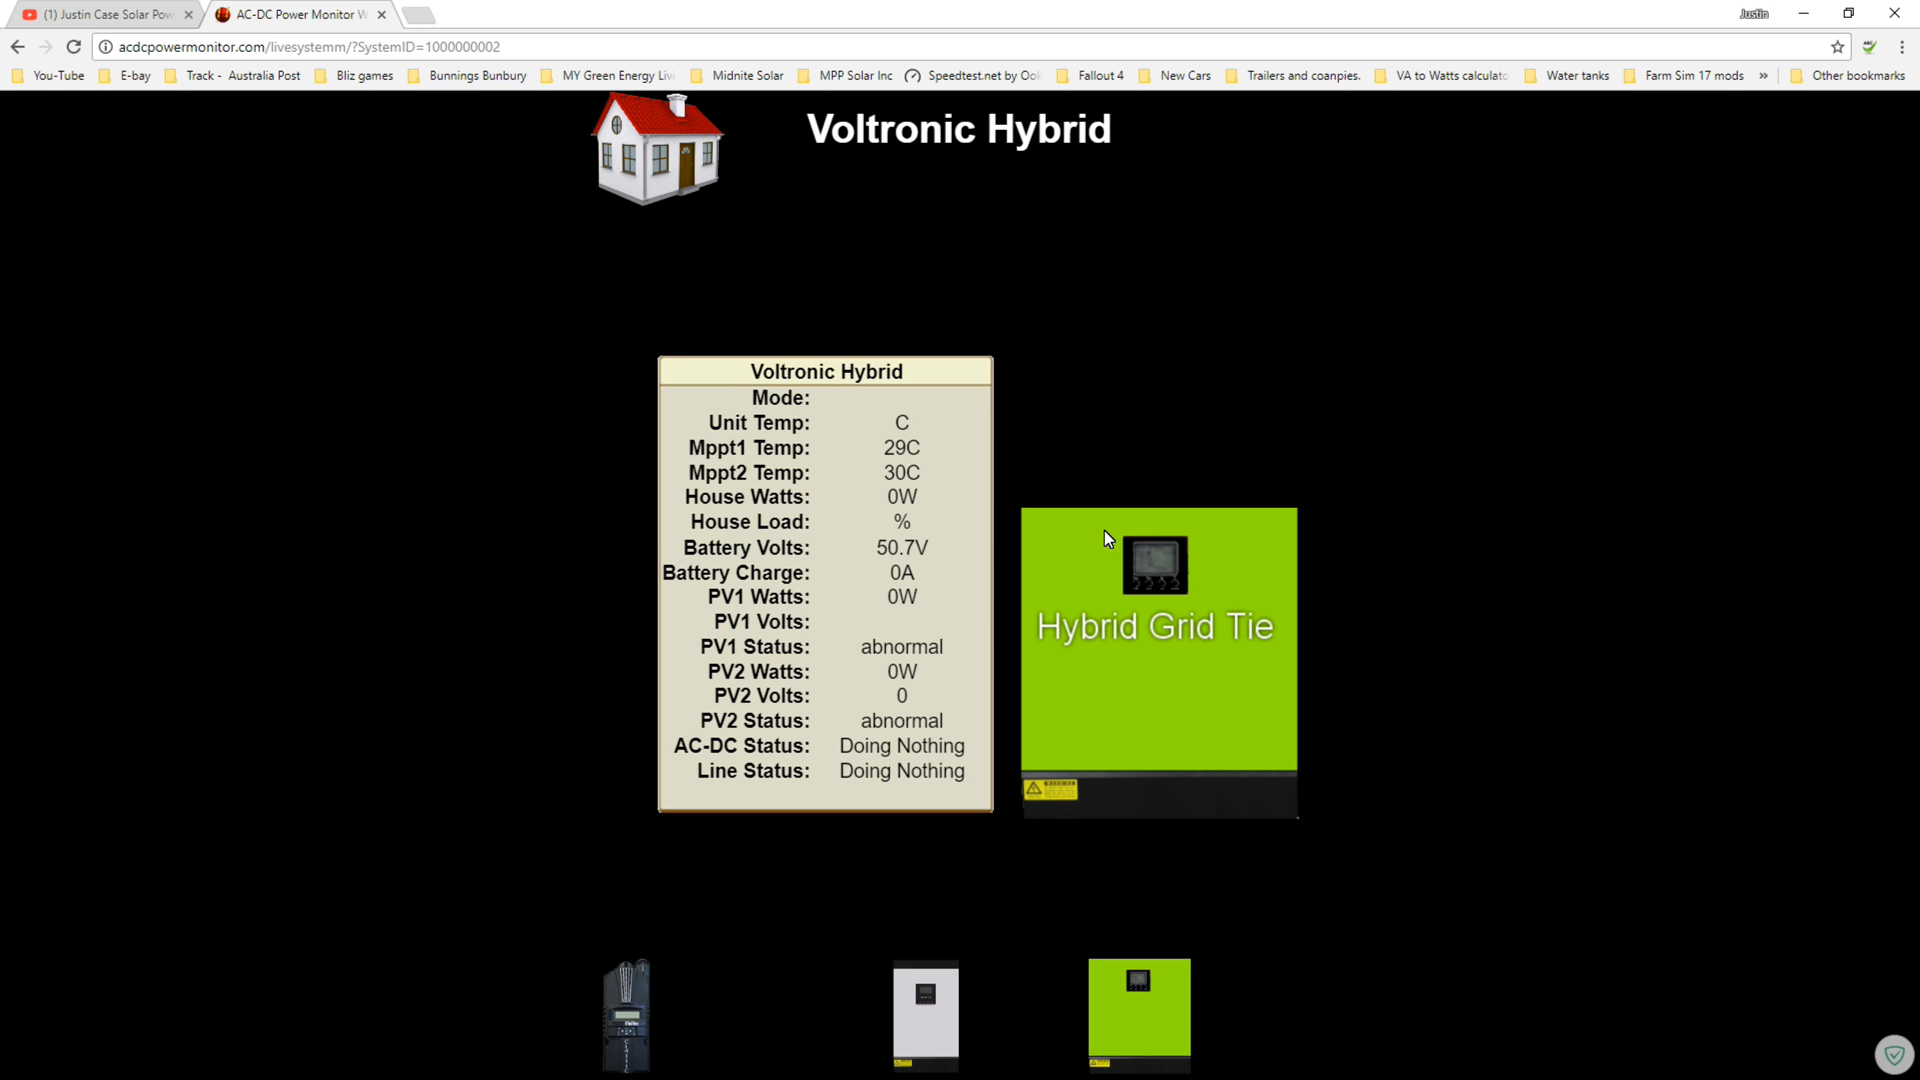 (1) Justin Case Solar Pow
AC-DC Power Monitor W
Justin
acdcpowermonitor.com/livesystemm/?SystemID=1000000002
You-Tube
E-bay
Track - Australia Post
Bliz games
Bunnings Bunbury
MY Green Energy Livi
Midnite Solar
MPP Solar Inc
Speedtest.net by Ook
Fallout 4
New Cars
Trailers and coanpies.
VA to Watts calculato
Water tanks
Farm Sim 17 mods
»
Other bookmarks
Voltronic Hybrid
Voltronic Hybrid
Mode:
Unit Temp: C
Mppt1 Temp: 29C
Mppt2 Temp: 30C
House Watts: 0W
House Load: %
Battery Volts: 50.7V
Battery Charge: 0A
PV1 Watts: 0W
PV1 Volts:
PV1 Status: abnormal
PV2 Watts: 0W
PV2 Volts: 0
PV2 Status: abnormal
AC-DC Status: Doing Nothing
Line Status: Doing Nothing
Hybrid Grid Tie
WARNING